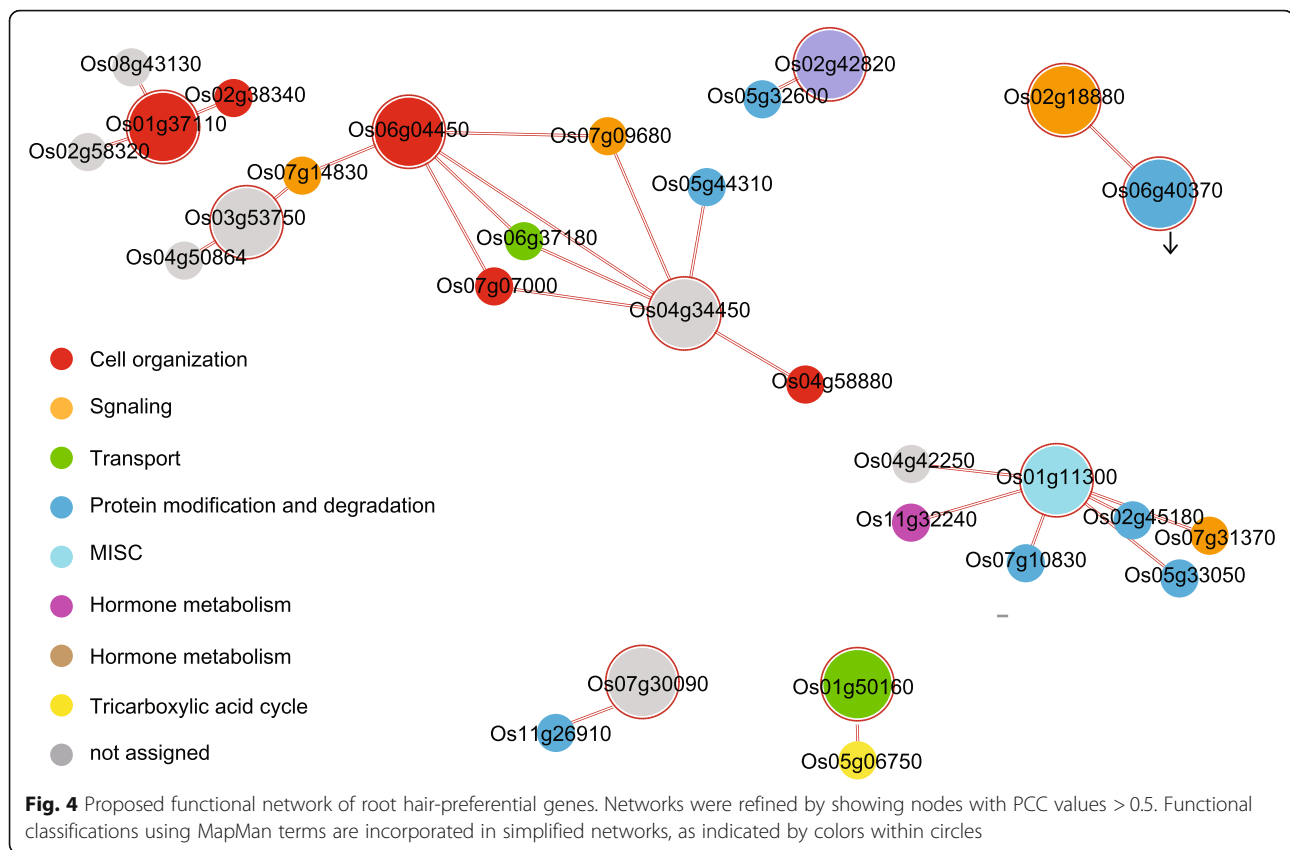 Os08g43130
Os02g38340
Os01g37110
Os02g58320
Os06g04450
Os07g09680
Os07g14830
Os05g44310
Os03g53750
Os06g37180
Os04g50864
Os07g07000
Os04g34450
Os04g58880
Os02g42820
Os05g32600
Os02g18880
Os06g40370
Cell organization
Sgnaling
Transport
Protein modification and degradation
MISC
Hormone metabolism
Hormone metabolism
Tricarboxylic acid cycle
not assigned
Os04g42250
Os01g11300
Os11g32240
Os02g45180
Os07g31370
Os07g10830
Os05g33050
Os07g30090
Os11g26910
Os01g50160
Os05g06750
Fig. 4 Proposed functional network of root hair-preferential genes. Networks were refined by showing nodes with PCC values > 0.5. Functional
classifications using MapMan terms are incorporated in simplified networks, as indicated by colors within circles